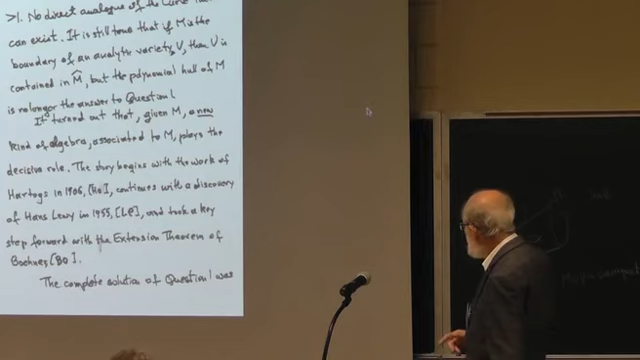 >1. No direct analogue of the Curve
can exist. It is still true that if M is the
boundary of an analytic variety V, then V is
contained in M̂, but the polynomial hull of M
is no longer the answer to Question 1
It turned out that, given M, a new
kind of algebra, associated to M, plays the
decisive role. The story begins with the work of
Hartogs in 1906, [Ha], continues with a discovery
of Hans Lewy in 1955, [LE], and took a key
step forward with the Extension Theorem of
Bochner [BO].
The complete solution of Question 1 was